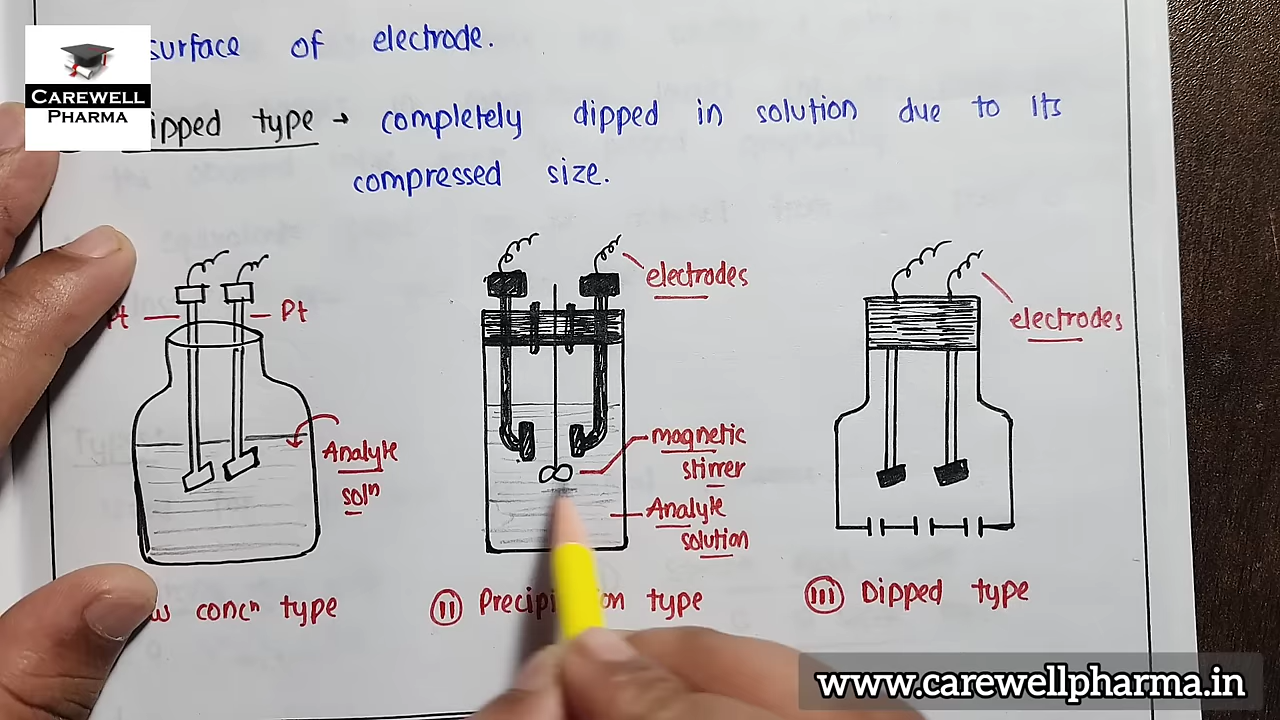 surface of electrode.
CAREWELL
PHARMA
ipped type → completely dipped in solution due to its
compressed size.
Pt
Pt
electrodes
electrodes
Analyte
solⁿ
magnetic
stirrer
Analyte
solution
concⁿ type
(II) Precipi on type
(III) Dipped type
www.carewellpharma.in